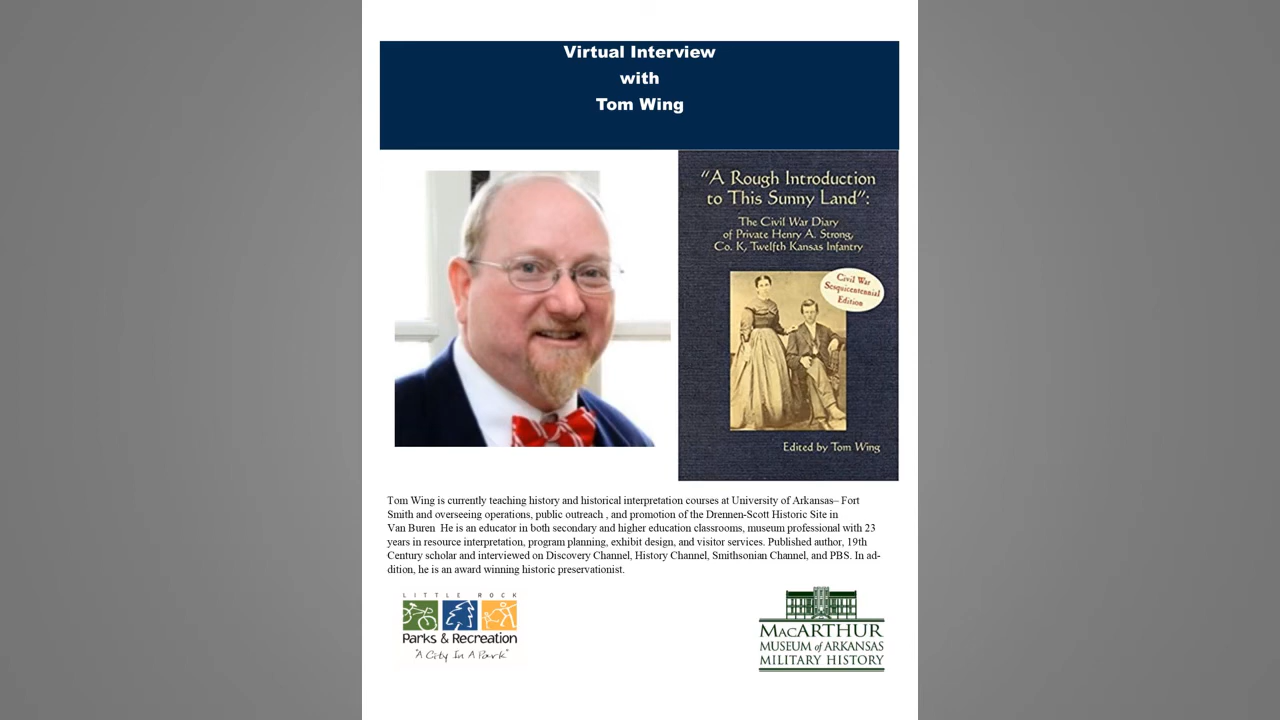 Virtual Interview
with
Tom Wing
"A Rough Introduction
to This Sunny Land":
The Civil War Diary
of Private Henry A. Strong,
Co. K, Twelfth Kansas Infantry
Civil War
Sesquicentennial
Edition
Edited by Tom Wing
Tom Wing is currently teaching history and historical interpretation courses at University of Arkansas– Fort
Smith and overseeing operations, public outreach , and promotion of the Drennen-Scott Historic Site in
Van Buren  He is an educator in both secondary and higher education classrooms, museum professional with 23
years in resource interpretation, program planning, exhibit design, and visitor services. Published author, 19th
Century scholar and interviewed on Discovery Channel, History Channel, Smithsonian Channel, and PBS. In ad-
dition, he is an award winning historic preservationist.
LITTLE ROCK
Parks & Recreation
"A City In A Park"
MacARTHUR
MUSEUM of ARKANSAS
MILITARY HISTORY